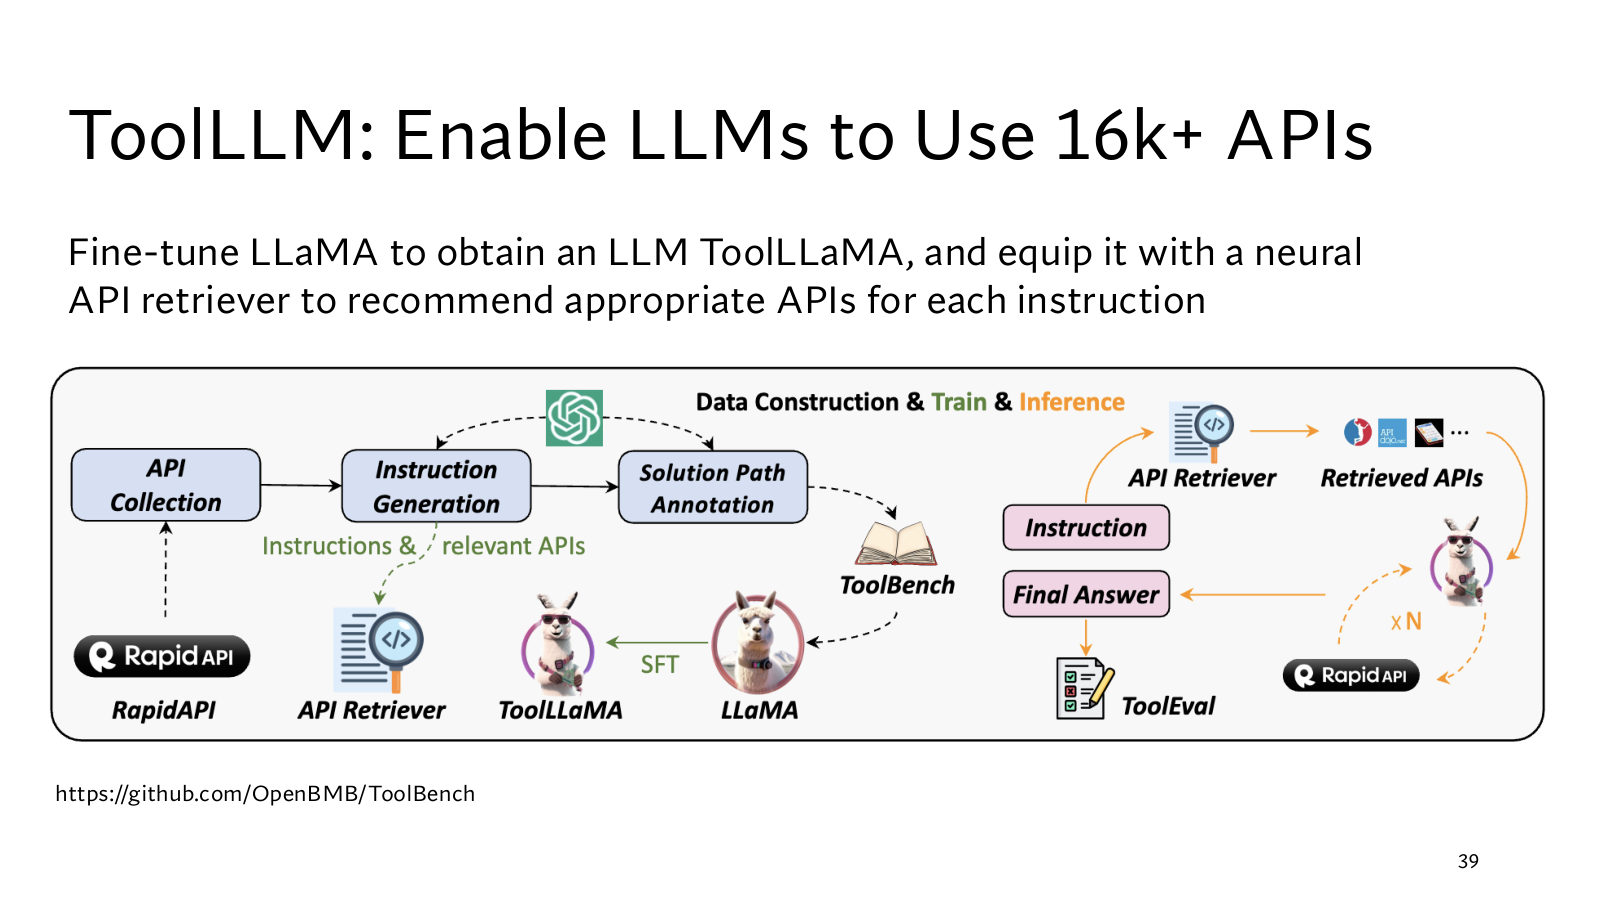 ToolLLM: Enable LLMs to Use 16k+ APIs
Fine-tune LLaMA to obtain an LLM ToolLLaMA, and equip it with a neural
API retriever to recommend appropriate APIs for each instruction
Data Construction & Train & Inference
API
Collection
Instruction
Generation
Solution Path
Annotation
Instructions & relevant APIs
ToolBench
Rapid API
RapidAPI
API Retriever
ToolLLaMA
SFT
LLaMA
API Retriever
API
dojo.net
...
Retrieved APIs
Instruction
Final Answer
x N
Rapid API
ToolEval
https://github.com/OpenBMB/ToolBench
39